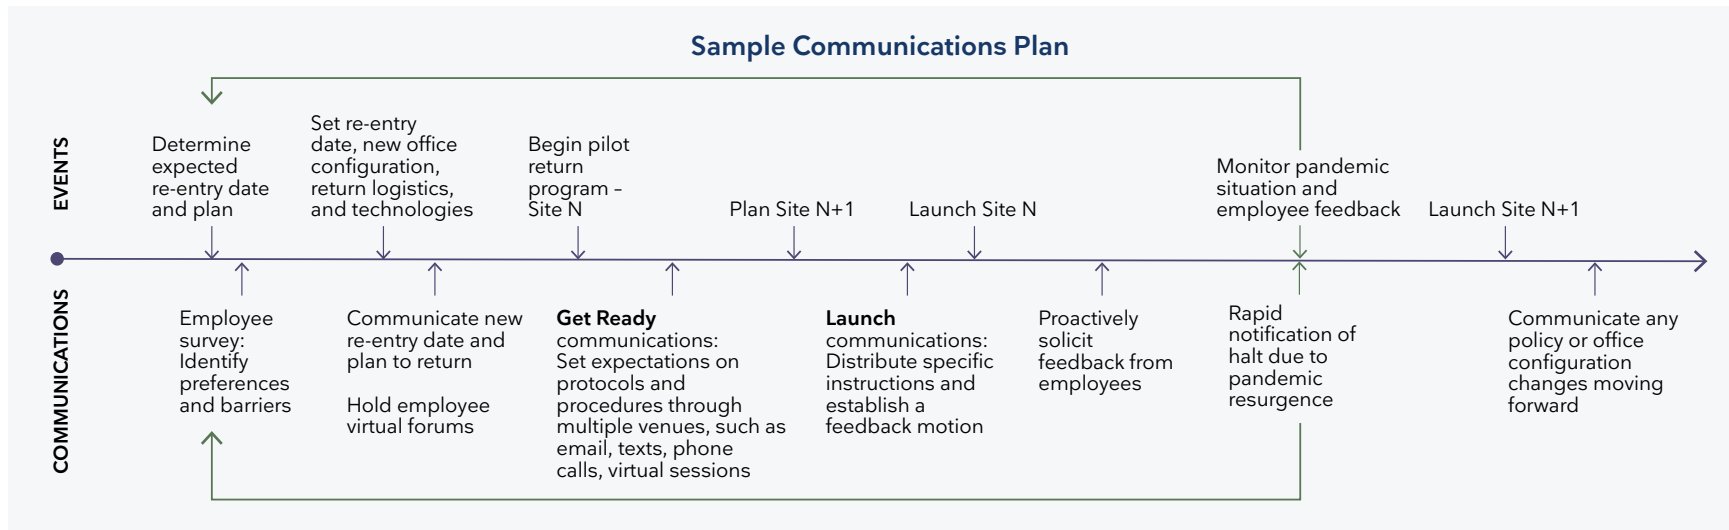 Sample Communications Plan
EVENTS
Determine
expected
re-entry date
and plan
Set re-entry
date, new office
configuration,
return logistics,
and technologies
Begin pilot
return
program –
Site N
Plan Site N+1
Launch Site N
Monitor pandemic
situation and
employee feedback
Launch Site N+1
COMMUNICATIONS
Employee
survey:
Identify
preferences
and barriers
Communicate new
re-entry date and
plan to return
Hold employee
virtual forums
Get Ready
communications:
Set expectations on
protocols and
procedures through
multiple venues, such as
email, texts, phone
calls, virtual sessions
Launch
communications:
Distribute specific
instructions and
establish a
feedback motion
Proactively
solicit
feedback from
employees
Rapid
notification of
halt due to
pandemic
resurgence
Communicate any
policy or office
configuration
changes moving
forward